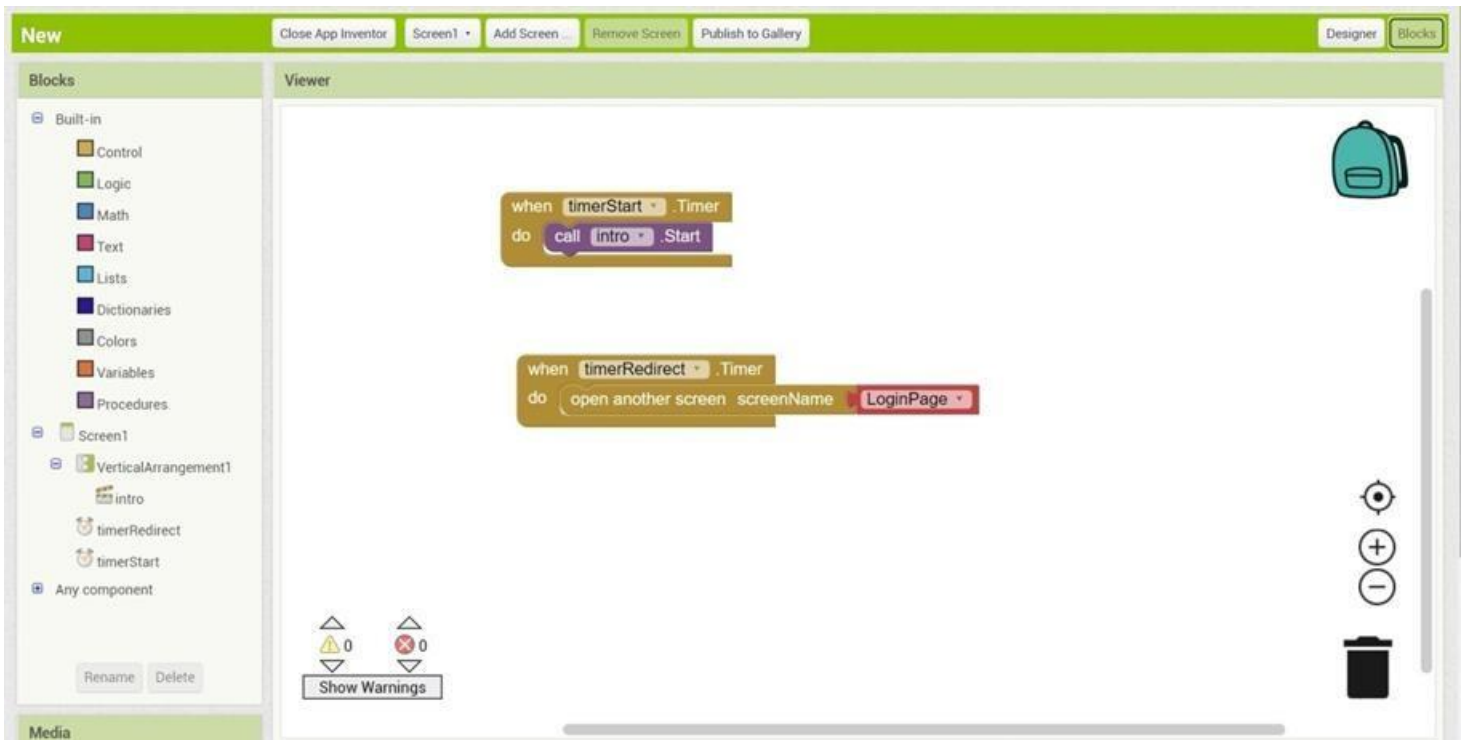 New
Close App Inventor Screen1 Add Screen ... Remove Screen Publish to Gallery Designer Blocks
Blocks
Built-in
Control
Logic
Math
Text
Lists
Dictionaries
Colors
Variables
Procedures
Screen1
VerticalArrangement1
intro
timerRedirect
timerStart
Any component
Rename Delete
Media
Viewer
when timerStart .Timer
do call intro .Start
when timerRedirect .Timer
do open another screen screenName LoginPage
0 0
Show Warnings